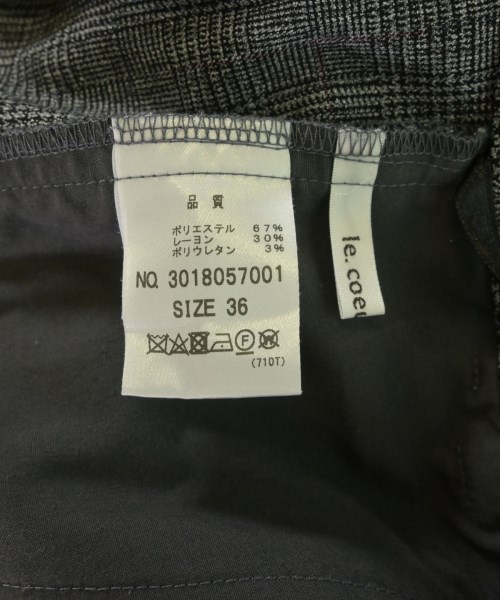 品質
ポリエステル 67%
レーヨン 30%
ポリウレタン 3%
NO. 3018057001
SIZE 36
(710T)
le. coeu